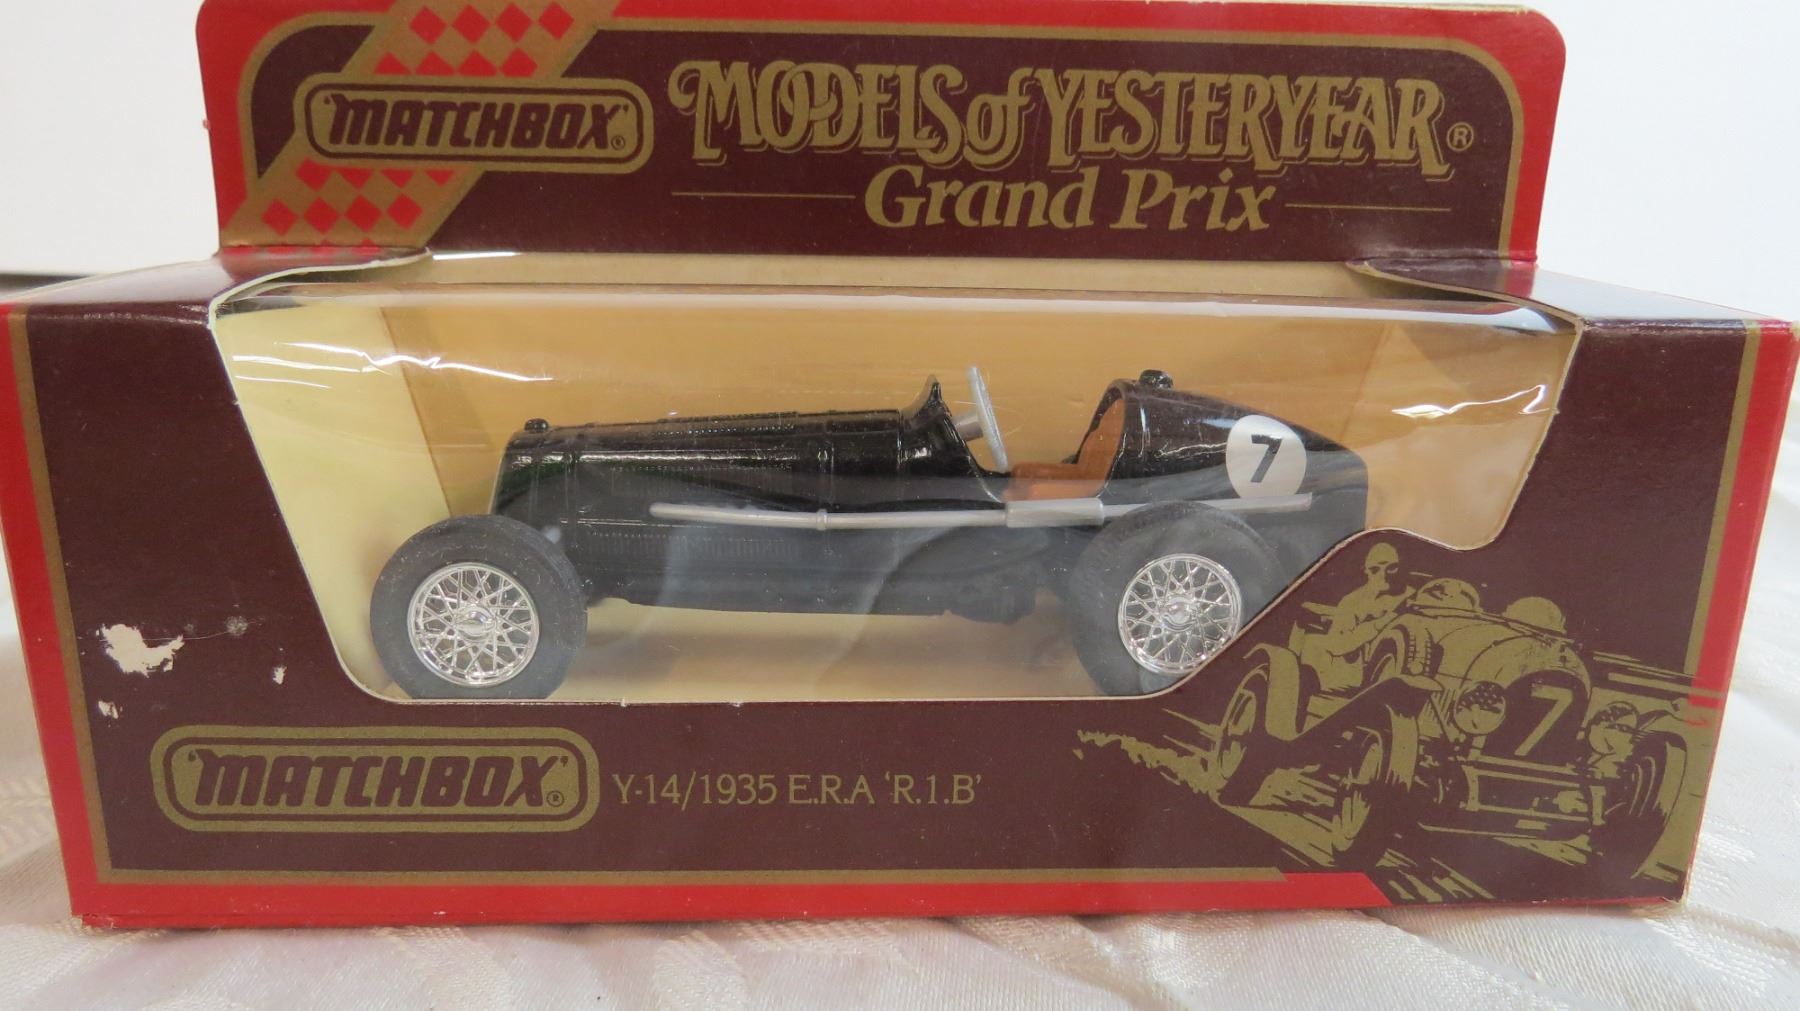 'MATCHBOX'®
MODELS of YESTERYEAR®
Grand Prix
7
7
'MATCHBOX'®
Y-14/1935 E.R.A 'R.1.B'